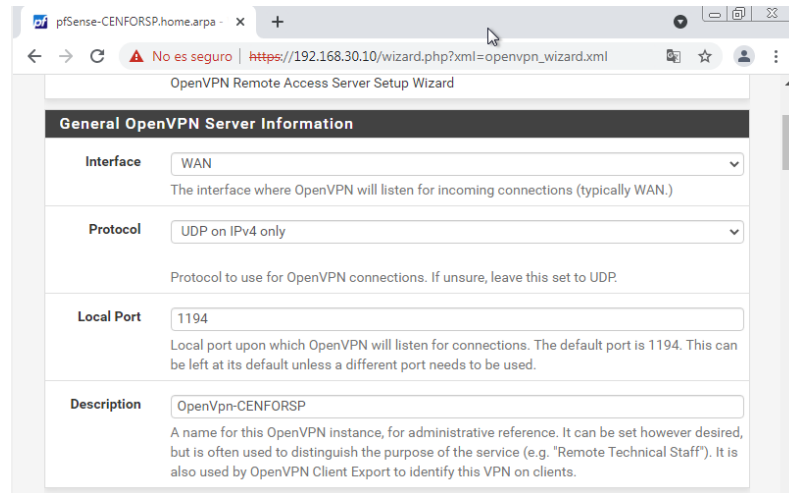 pfSense-CENFORSP.home.arpa -
No es seguro | https://192.168.30.10/wizard.php?xml=openvpn_wizard.xml
OpenVPN Remote Access Server Setup Wizard
General OpenVPN Server Information
Interface
WAN
The interface where OpenVPN will listen for incoming connections (typically WAN.)
Protocol
UDP on IPv4 only
Protocol to use for OpenVPN connections. If unsure, leave this set to UDP.
Local Port
1194
Local port upon which OpenVPN will listen for connections. The default port is 1194. This can
be left at its default unless a different port needs to be used.
Description
OpenVpn-CENFORSP
A name for this OpenVPN instance, for administrative reference. It can be set however desired,
but is often used to distinguish the purpose of the service (e.g. "Remote Technical Staff"). It is
also used by OpenVPN Client Export to identify this VPN on clients.